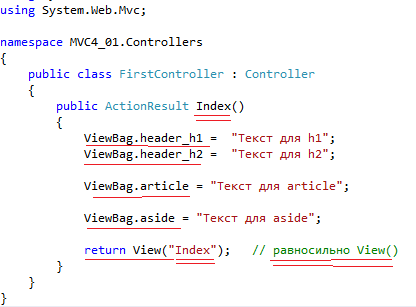 using System.Web.Mvc;
namespace MVC4_01.Controllers
{
public class FirstController : Controller
{
public ActionResult Index()
{
ViewBag.header_h1 = "Текст для h1";
ViewBag.header_h2 = "Текст для h2";
ViewBag.article = "Текст для article";
ViewBag.aside = "Текст для aside";
return View("Index"); // равносильно View()
}
}
}